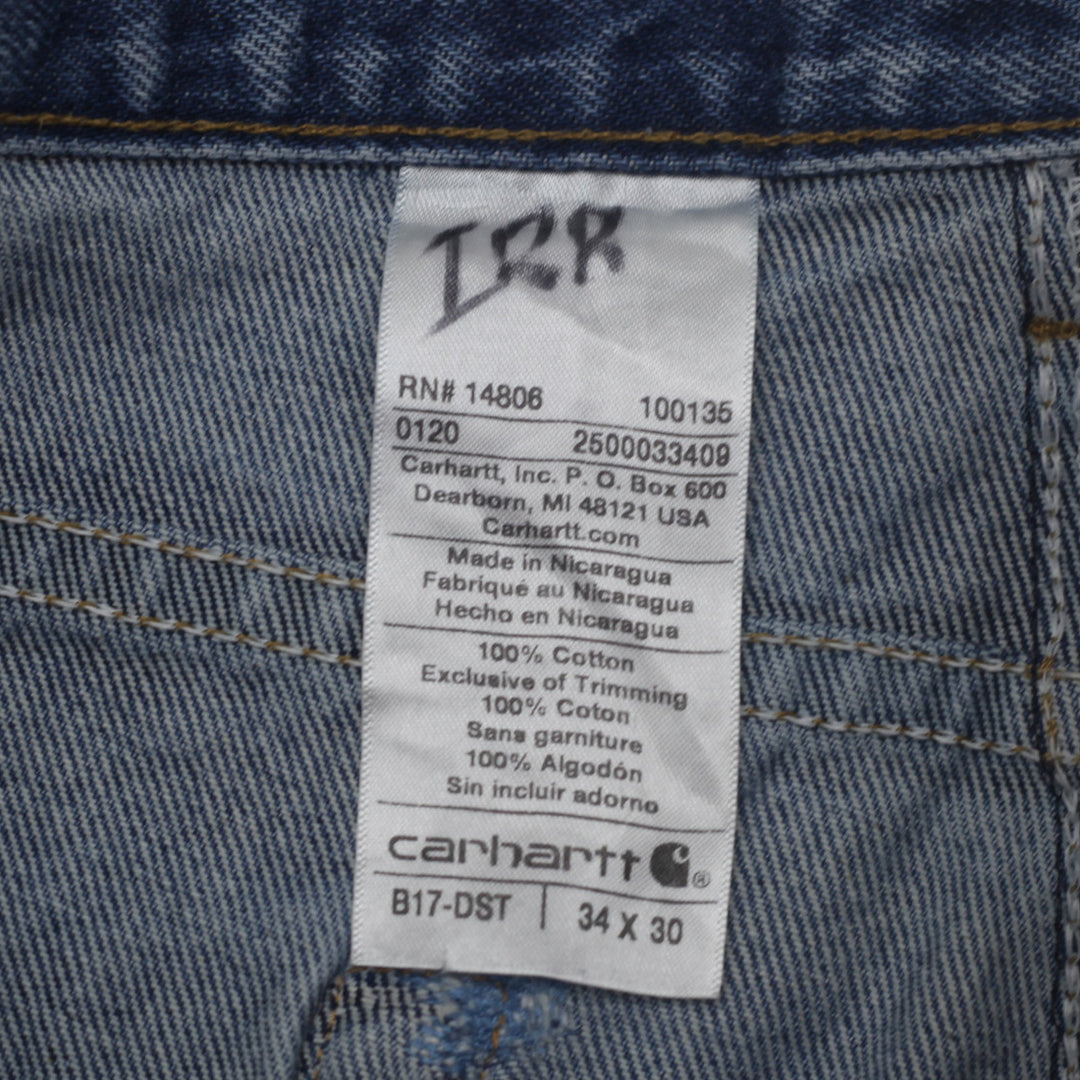 RN# 14806 100135
0120 2500033409
Carhartt, Inc. P. O. Box 600
Dearborn, MI 48121 USA
Carhartt.com
Made in Nicaragua
Fabriqué au Nicaragua
Hecho en Nicaragua
100% Cotton
Exclusive of Trimming
100% Coton
Sans garniture
100% Algodón
Sin incluir adorno
carhartt ®
B17-DST | 34 X 30